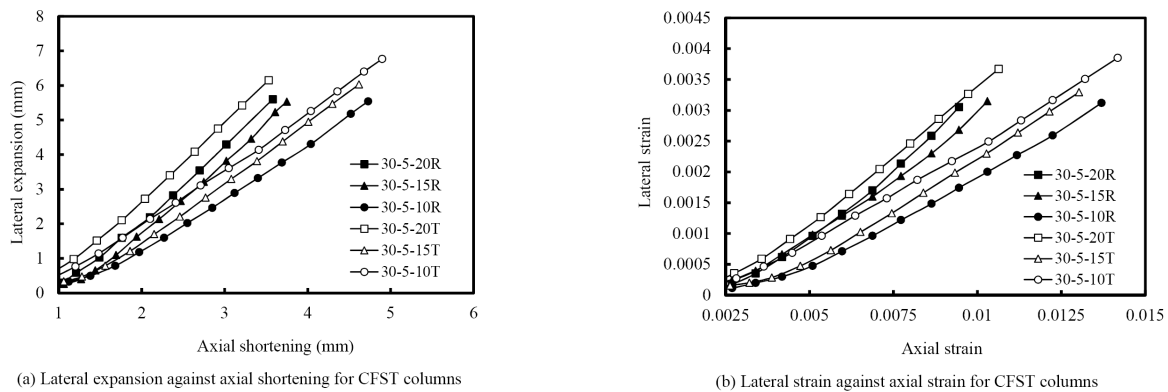 8
7
6
5
4
3
2
1
0
Lateral expansion (mm)
1 2 3 4 5 6
Axial shortening (mm)
30-5-20R
30-5-15R
30-5-10R
30-5-20T
30-5-15T
30-5-10T
(a) Lateral expansion against axial shortening for CFST columns
0.0045
0.004
0.0035
0.003
0.0025
0.002
0.0015
0.001
0.0005
0
Lateral strain
0.0025 0.005 0.0075 0.01 0.0125 0.015
Axial strain
30-5-20R
30-5-15R
30-5-10R
30-5-20T
30-5-15T
30-5-10T
(b) Lateral strain against axial strain for CFST columns